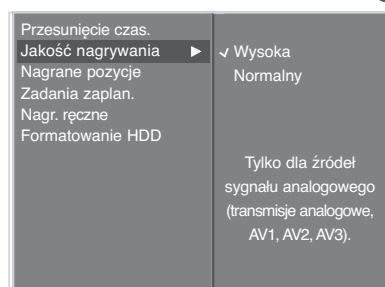 Przesunięcie czas.
Jakość nagrywania
Nagrane pozycje
Zadania zaplan.
Nagr. ręczne
Formatowanie HDD
Wysoka
Normalny
Tylko dla źródeł
sygnału analogowego
(transmisje analogowe,
AV1, AV2, AV3).